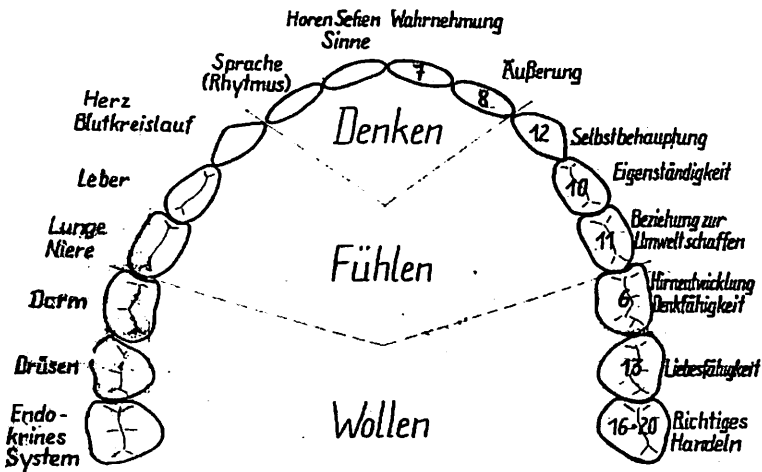 Horen Sehen Wahrnehmung
Sinne
Sprache
(Rhytmus)
7
Äußerung
8
Herz
Blutkreislauf
Denken
12
Selbstbehauptung
Leber
10
Eigenständigkeit
Lunge
Niere
11
Beziehung zur
Umwelt schaffen
Fühlen
Darm
6
Hirnentwicklung
Denkfähigkeit
Drüsen
13
Liebesfähigkeit
Endo-
krines
System
Wollen
16-20
Richtiges
Handeln